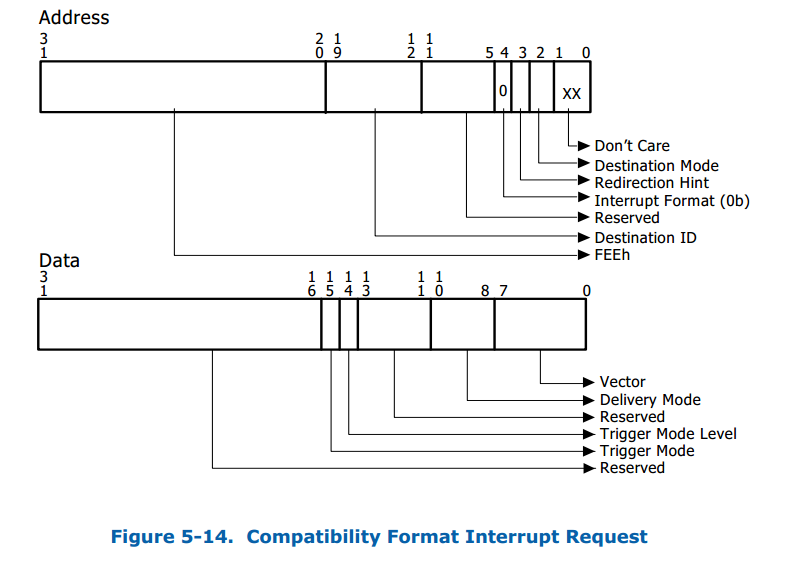 Address
3 2 1 1 1
1 0 9 2 1 5 4 3 2 1 0
0 XX
Don't Care
Destination Mode
Redirection Hint
Interrupt Format (0b)
Reserved
Destination ID
FEEh
Data
3 1 1 1 1 1 1
1 6 5 4 3 1 0 8 7 0
Vector
Delivery Mode
Reserved
Trigger Mode Level
Trigger Mode
Reserved
Figure 5-14. Compatibility Format Interrupt Request